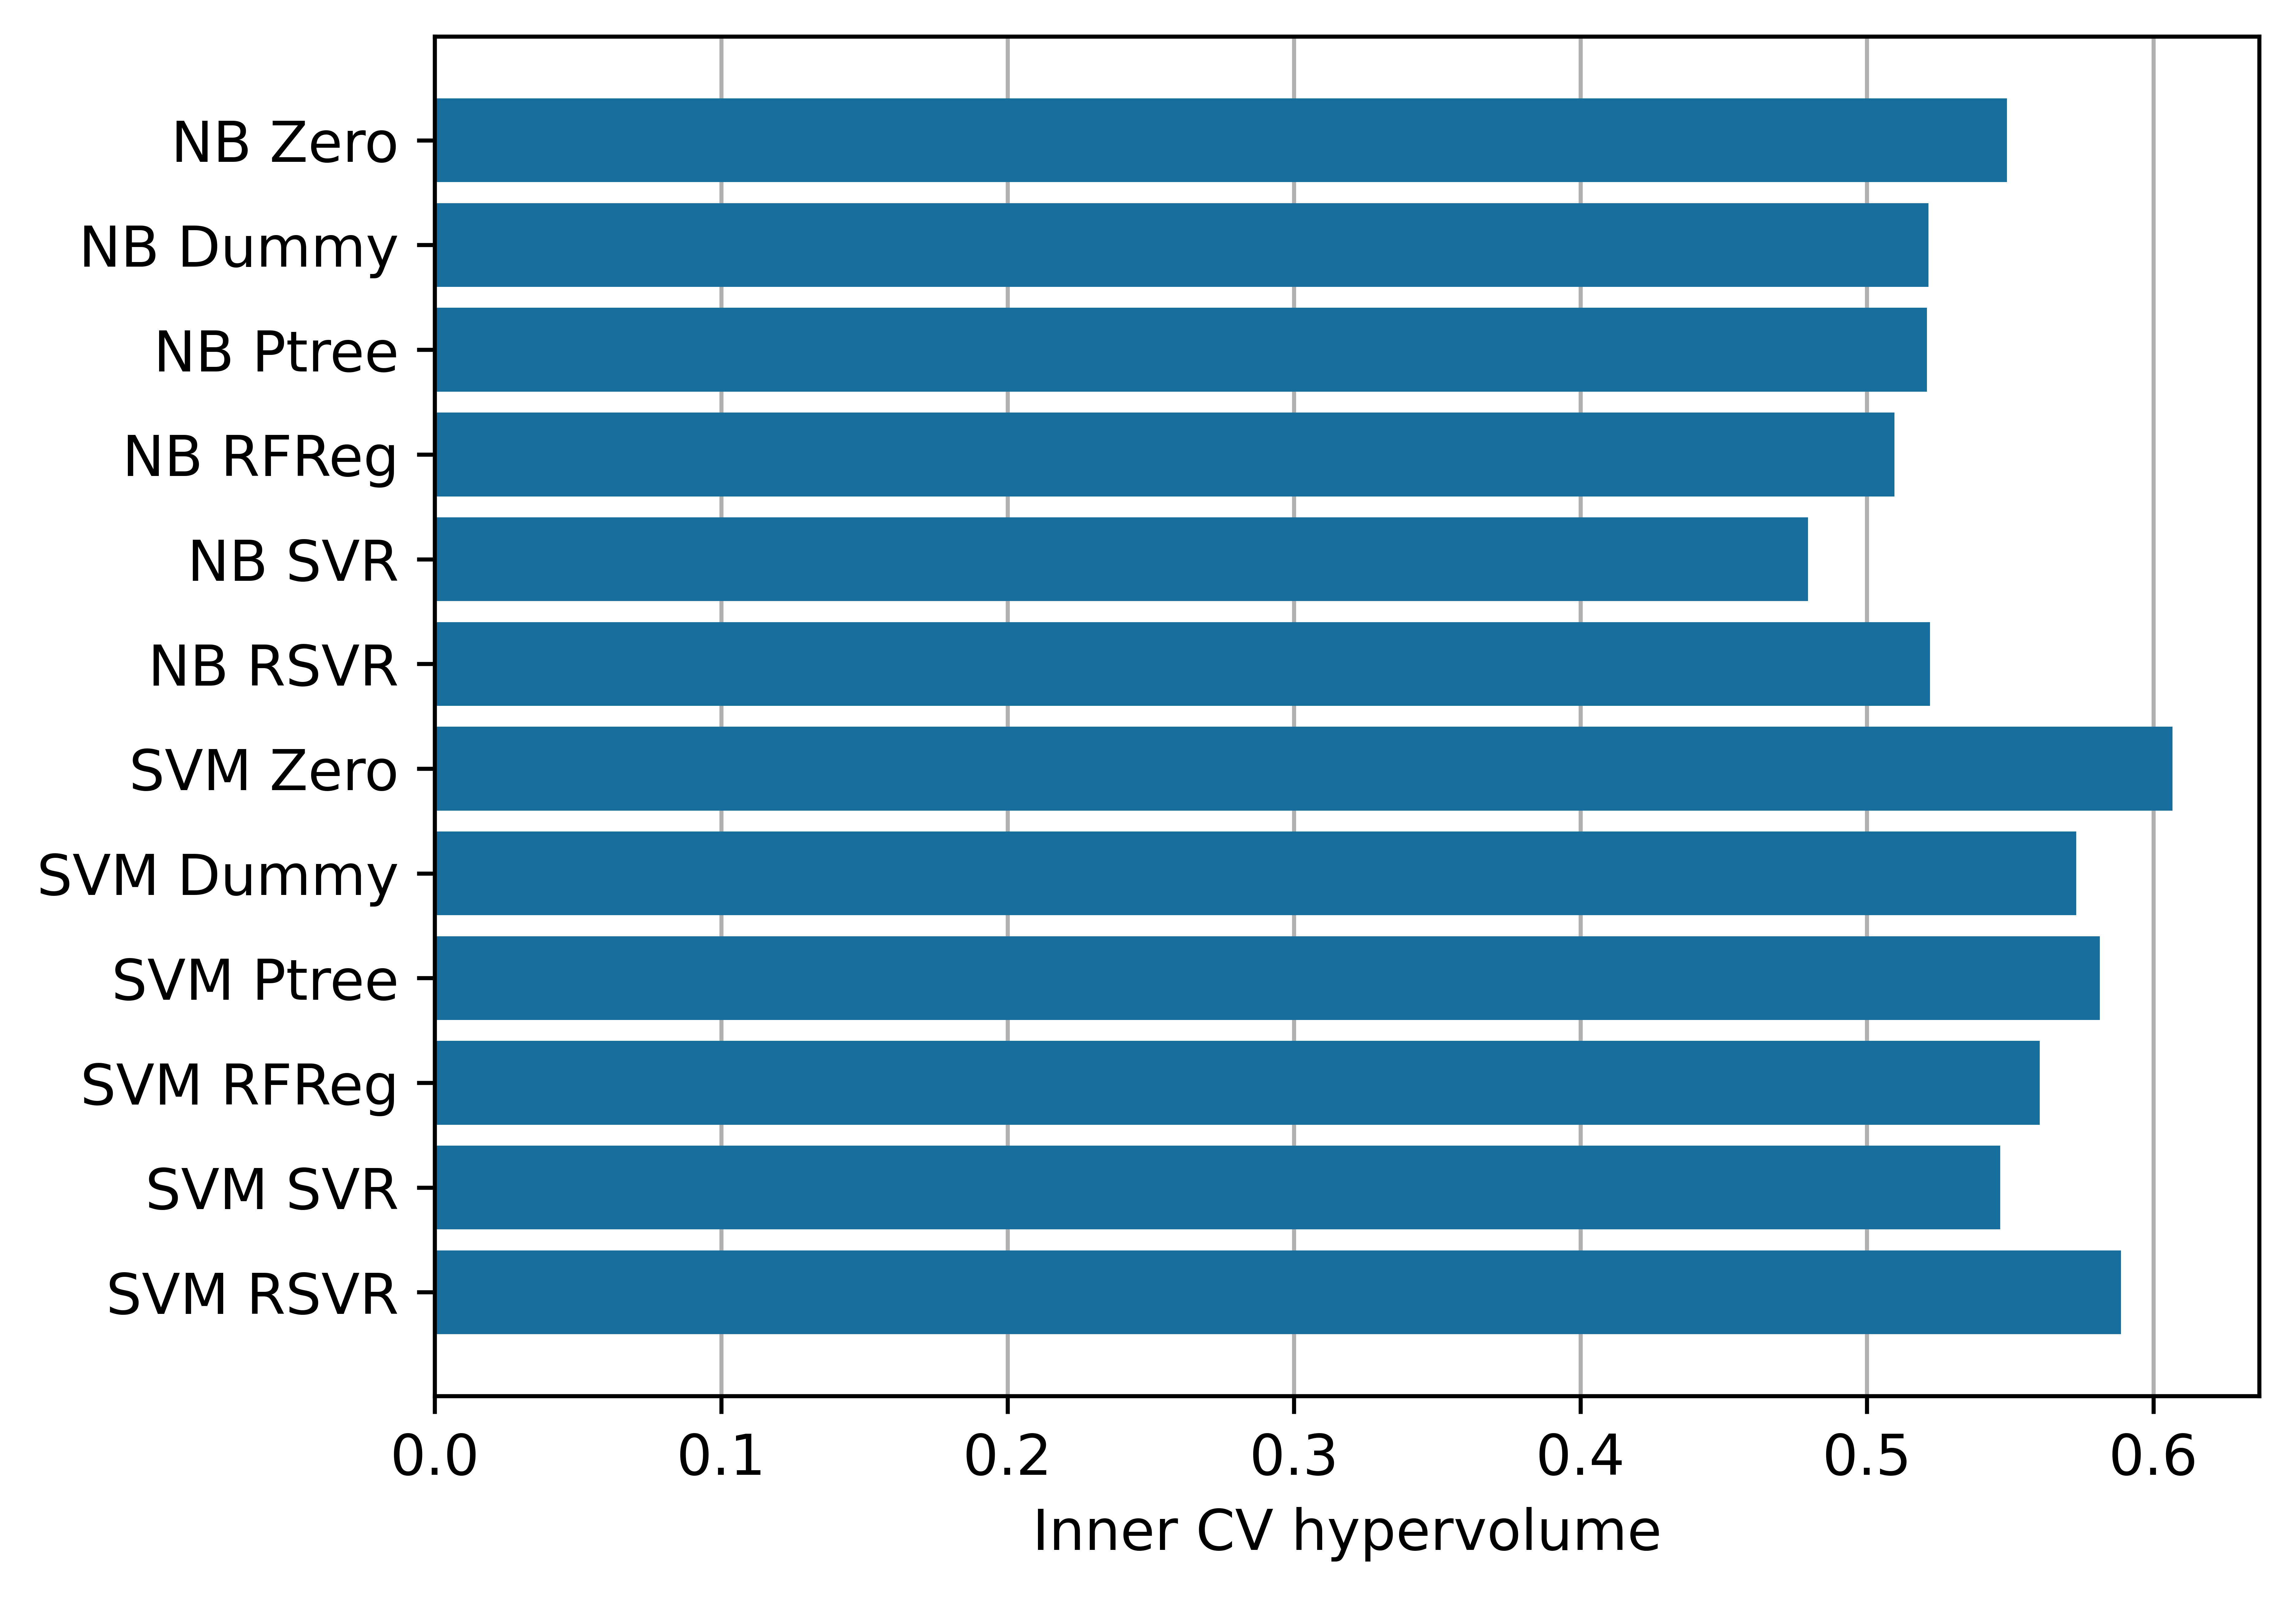 NB Zero
NB Dummy
NB Ptree
NB RFReg
NB SVR
NB RSVR
SVM Zero
SVM Dummy
SVM Ptree
SVM RFReg
SVM SVR
SVM RSVR
0.0 0.1 0.2 0.3 0.4 0.5 0.6
Inner CV hypervolume